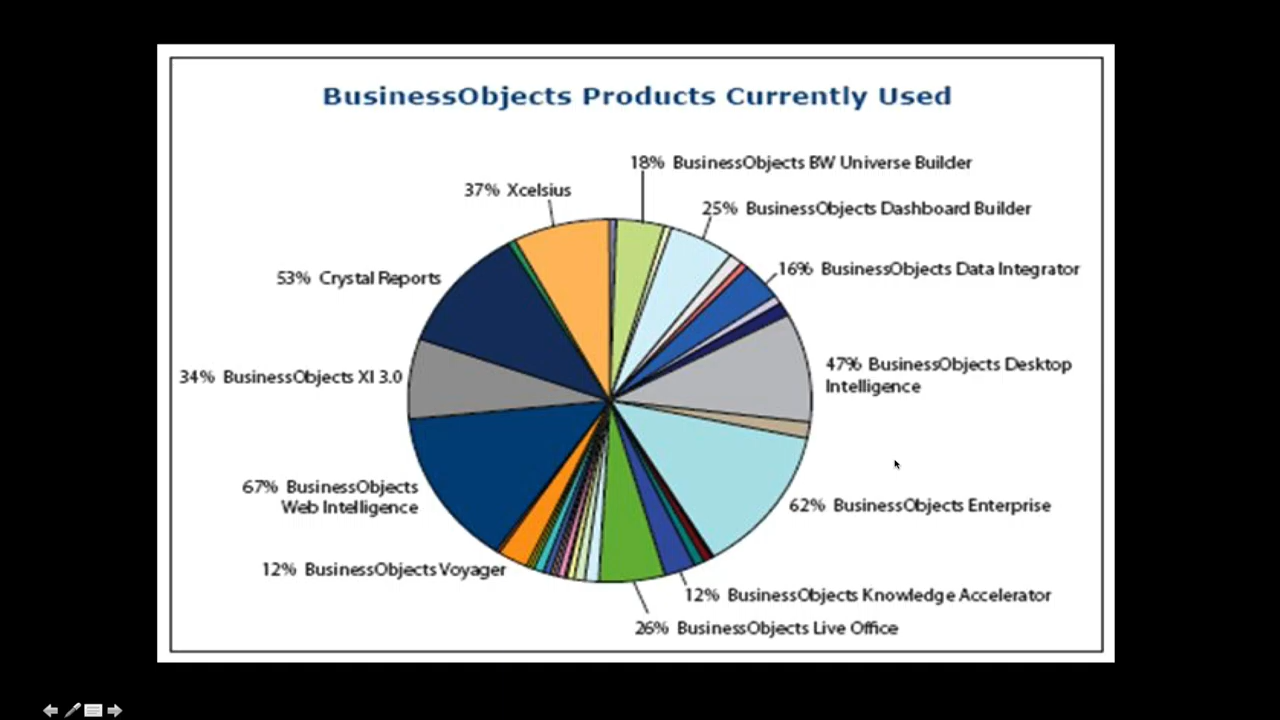 BusinessObjects Products Currently Used
18% BusinessObjects BW Universe Builder
37% Xcelsius
25% BusinessObjects Dashboard Builder
16% BusinessObjects Data Integrator
53% Crystal Reports
47% BusinessObjects Desktop
Intelligence
34% BusinessObjects XI 3.0
67% BusinessObjects
Web Intelligence
62% BusinessObjects Enterprise
12% BusinessObjects Voyager
12% BusinessObjects Knowledge Accelerator
26% BusinessObjects Live Office